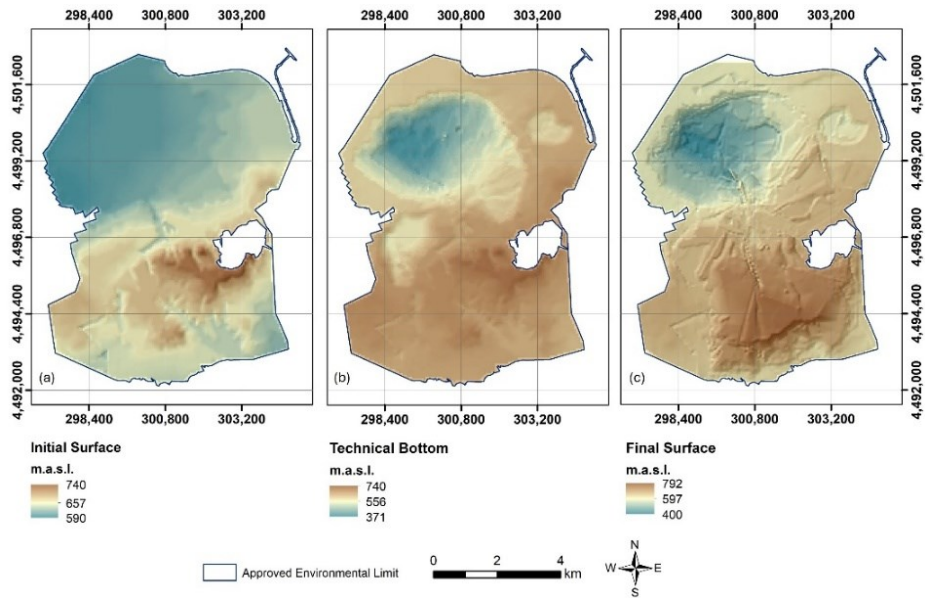 298,400 300,800 303,200 298,400 300,800 303,200 298,400 300,800 303,200
4,501,600 4,501,600
4,499,200 4,499,200
4,496,800 4,496,800
4,494,400 4,494,400
4,492,000 4,492,000
(a) (b) (c)
298,400 300,800 303,200 298,400 300,800 303,200 298,400 300,800 303,200
Initial Surface Technical Bottom Final Surface
m.a.s.l. m.a.s.l. m.a.s.l.
740 740 792
657 556 597
590 371 400
Approved Environmental Limit 0 2 4 km
N
W E
S